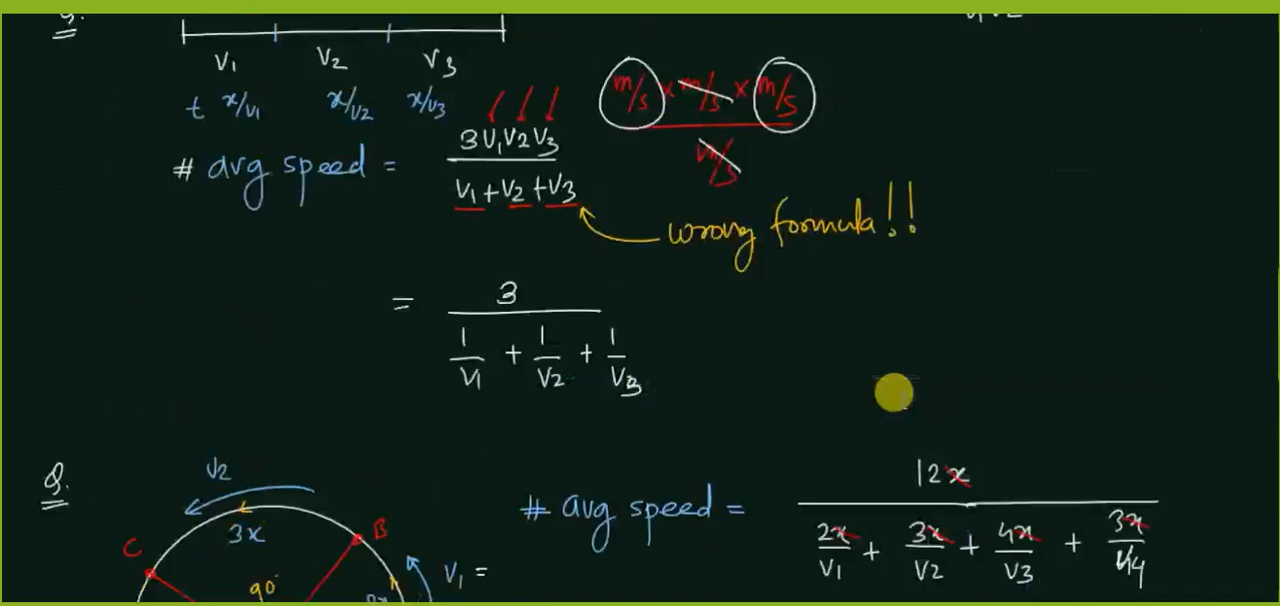 Q.
V1 V2 V3
t x/v1 x/v2 x/v3
m/s × m/s × m/s
m/s
# avg speed = 3V1V2V3
V1 + V2 + V3
wrong formula!!
= 3
1/V1 + 1/V2 + 1/V3
Q.
V2
3x
C
B
90°
V1 =
# avg speed = 12x
2x/V1 + 3x/V2 + 4x/V3 + 3x/V4